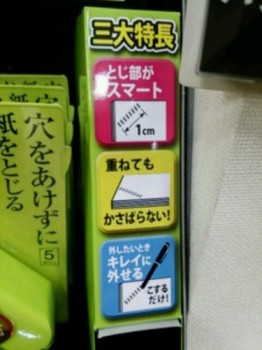 三大特長
とじ部が
スマート
1cm
重ねても
かさばらない!
外したいとき
キレイに
外せる
こするだけ!
穴をあけずに
紙をとじる
5